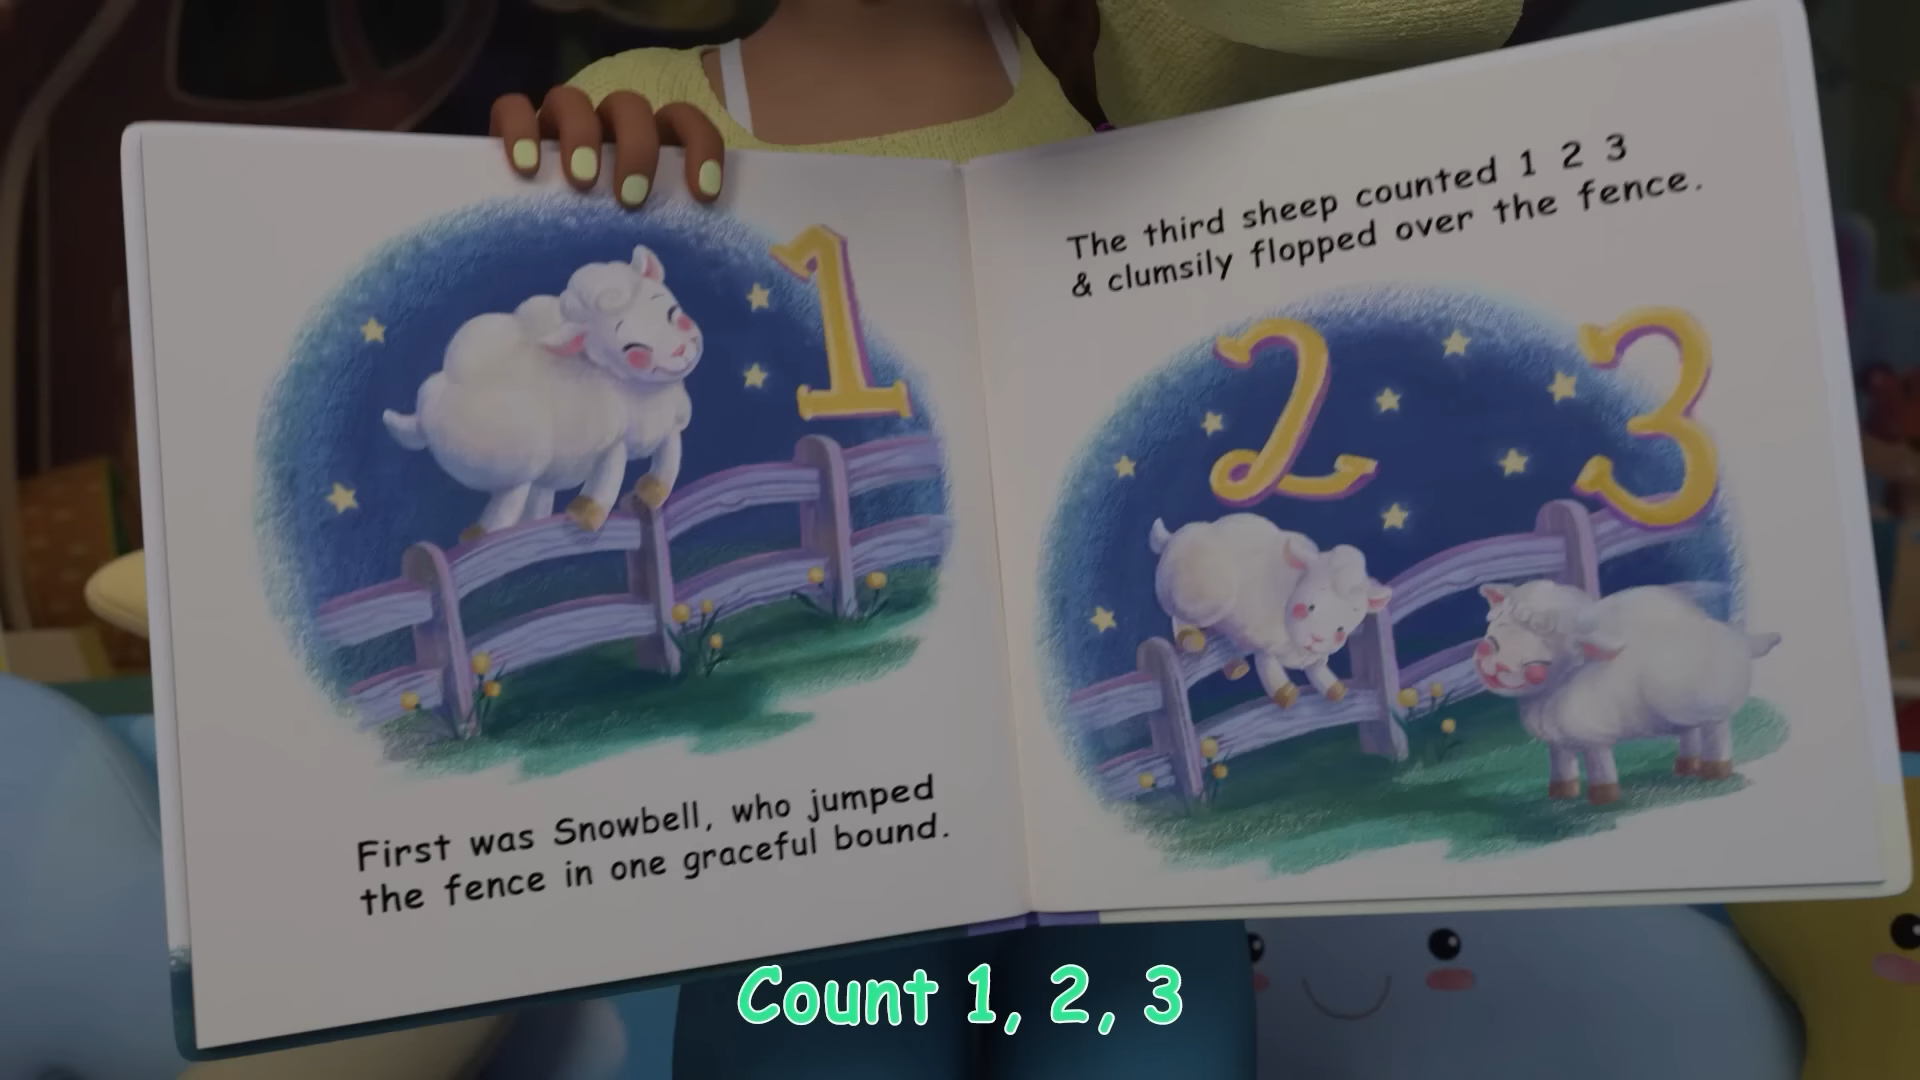 1
First was Snowbell, who jumped
the fence in one graceful bound.
The third sheep counted 1 2 3
& clumsily flopped over the fence.
2 3
Count 1, 2, 3